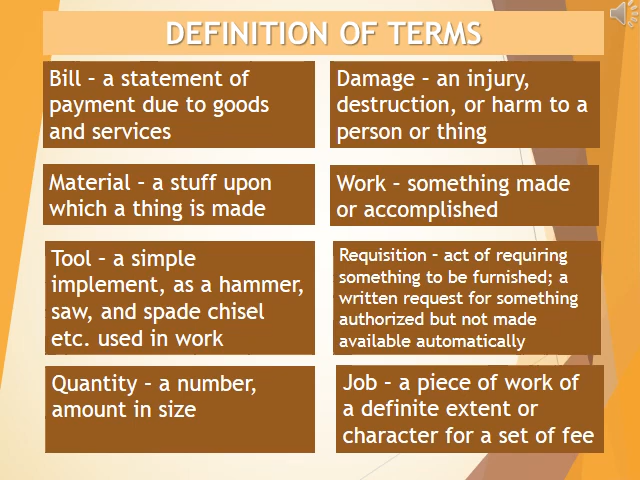 DEFINITION OF TERMS
Bill – a statement of
payment due to goods
and services
Damage – an injury,
destruction, or harm to a
person or thing
Material – a stuff upon
which a thing is made
Work – something made
or accomplished
Tool – a simple
implement, as a hammer,
saw, and spade chisel
etc. used in work
Requisition – act of requiring
something to be furnished; a
written request for something
authorized but not made
available automatically
Quantity – a number,
amount in size
Job – a piece of work of
a definite extent or
character for a set of fee